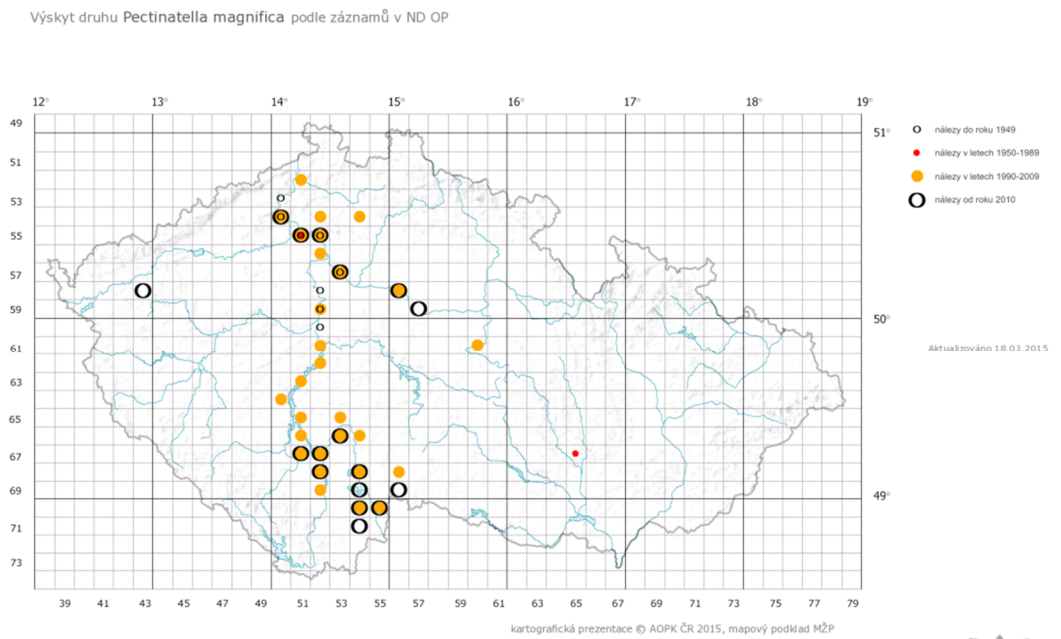 Výskyt druhu Pectinatella magnifica podle záznamů v ND OP
12° 13° 14° 15° 16° 17° 18° 19°
49
51°
nálezy do roku 1949
51
nálezy v letech 1950-1989
nálezy v letech 1990-2009
53
nálezy od roku 2010
55
57
59
50°
61
Aktualizováno 18.03.2015
63
65
67
69
49°
71
73
39 41 43 45 47 49 51 53 55 57 59 61 63 65 67 69 71 73 75 77 79
kartografická prezentace © AOPK ČR 2015, mapový podklad MŽP